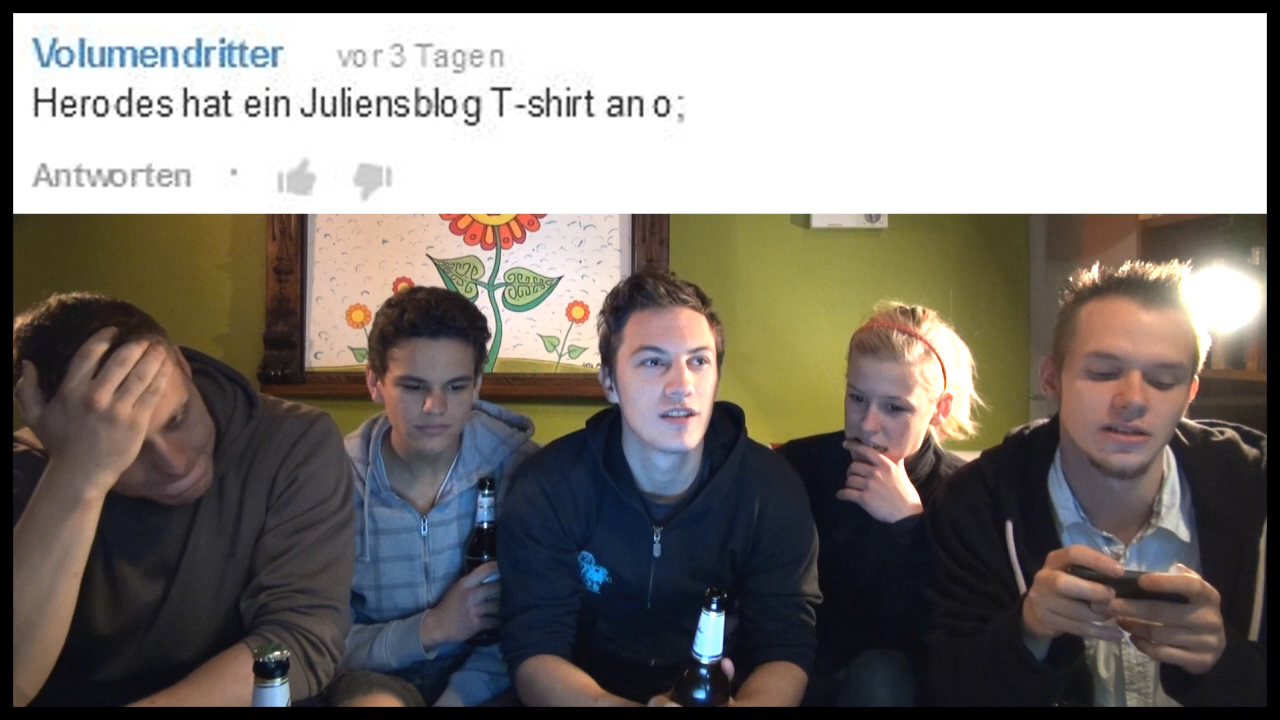 Volumendritter vor 3 Tagen
Herodes hat ein Juliensblog T-shirt an o;
Antworten